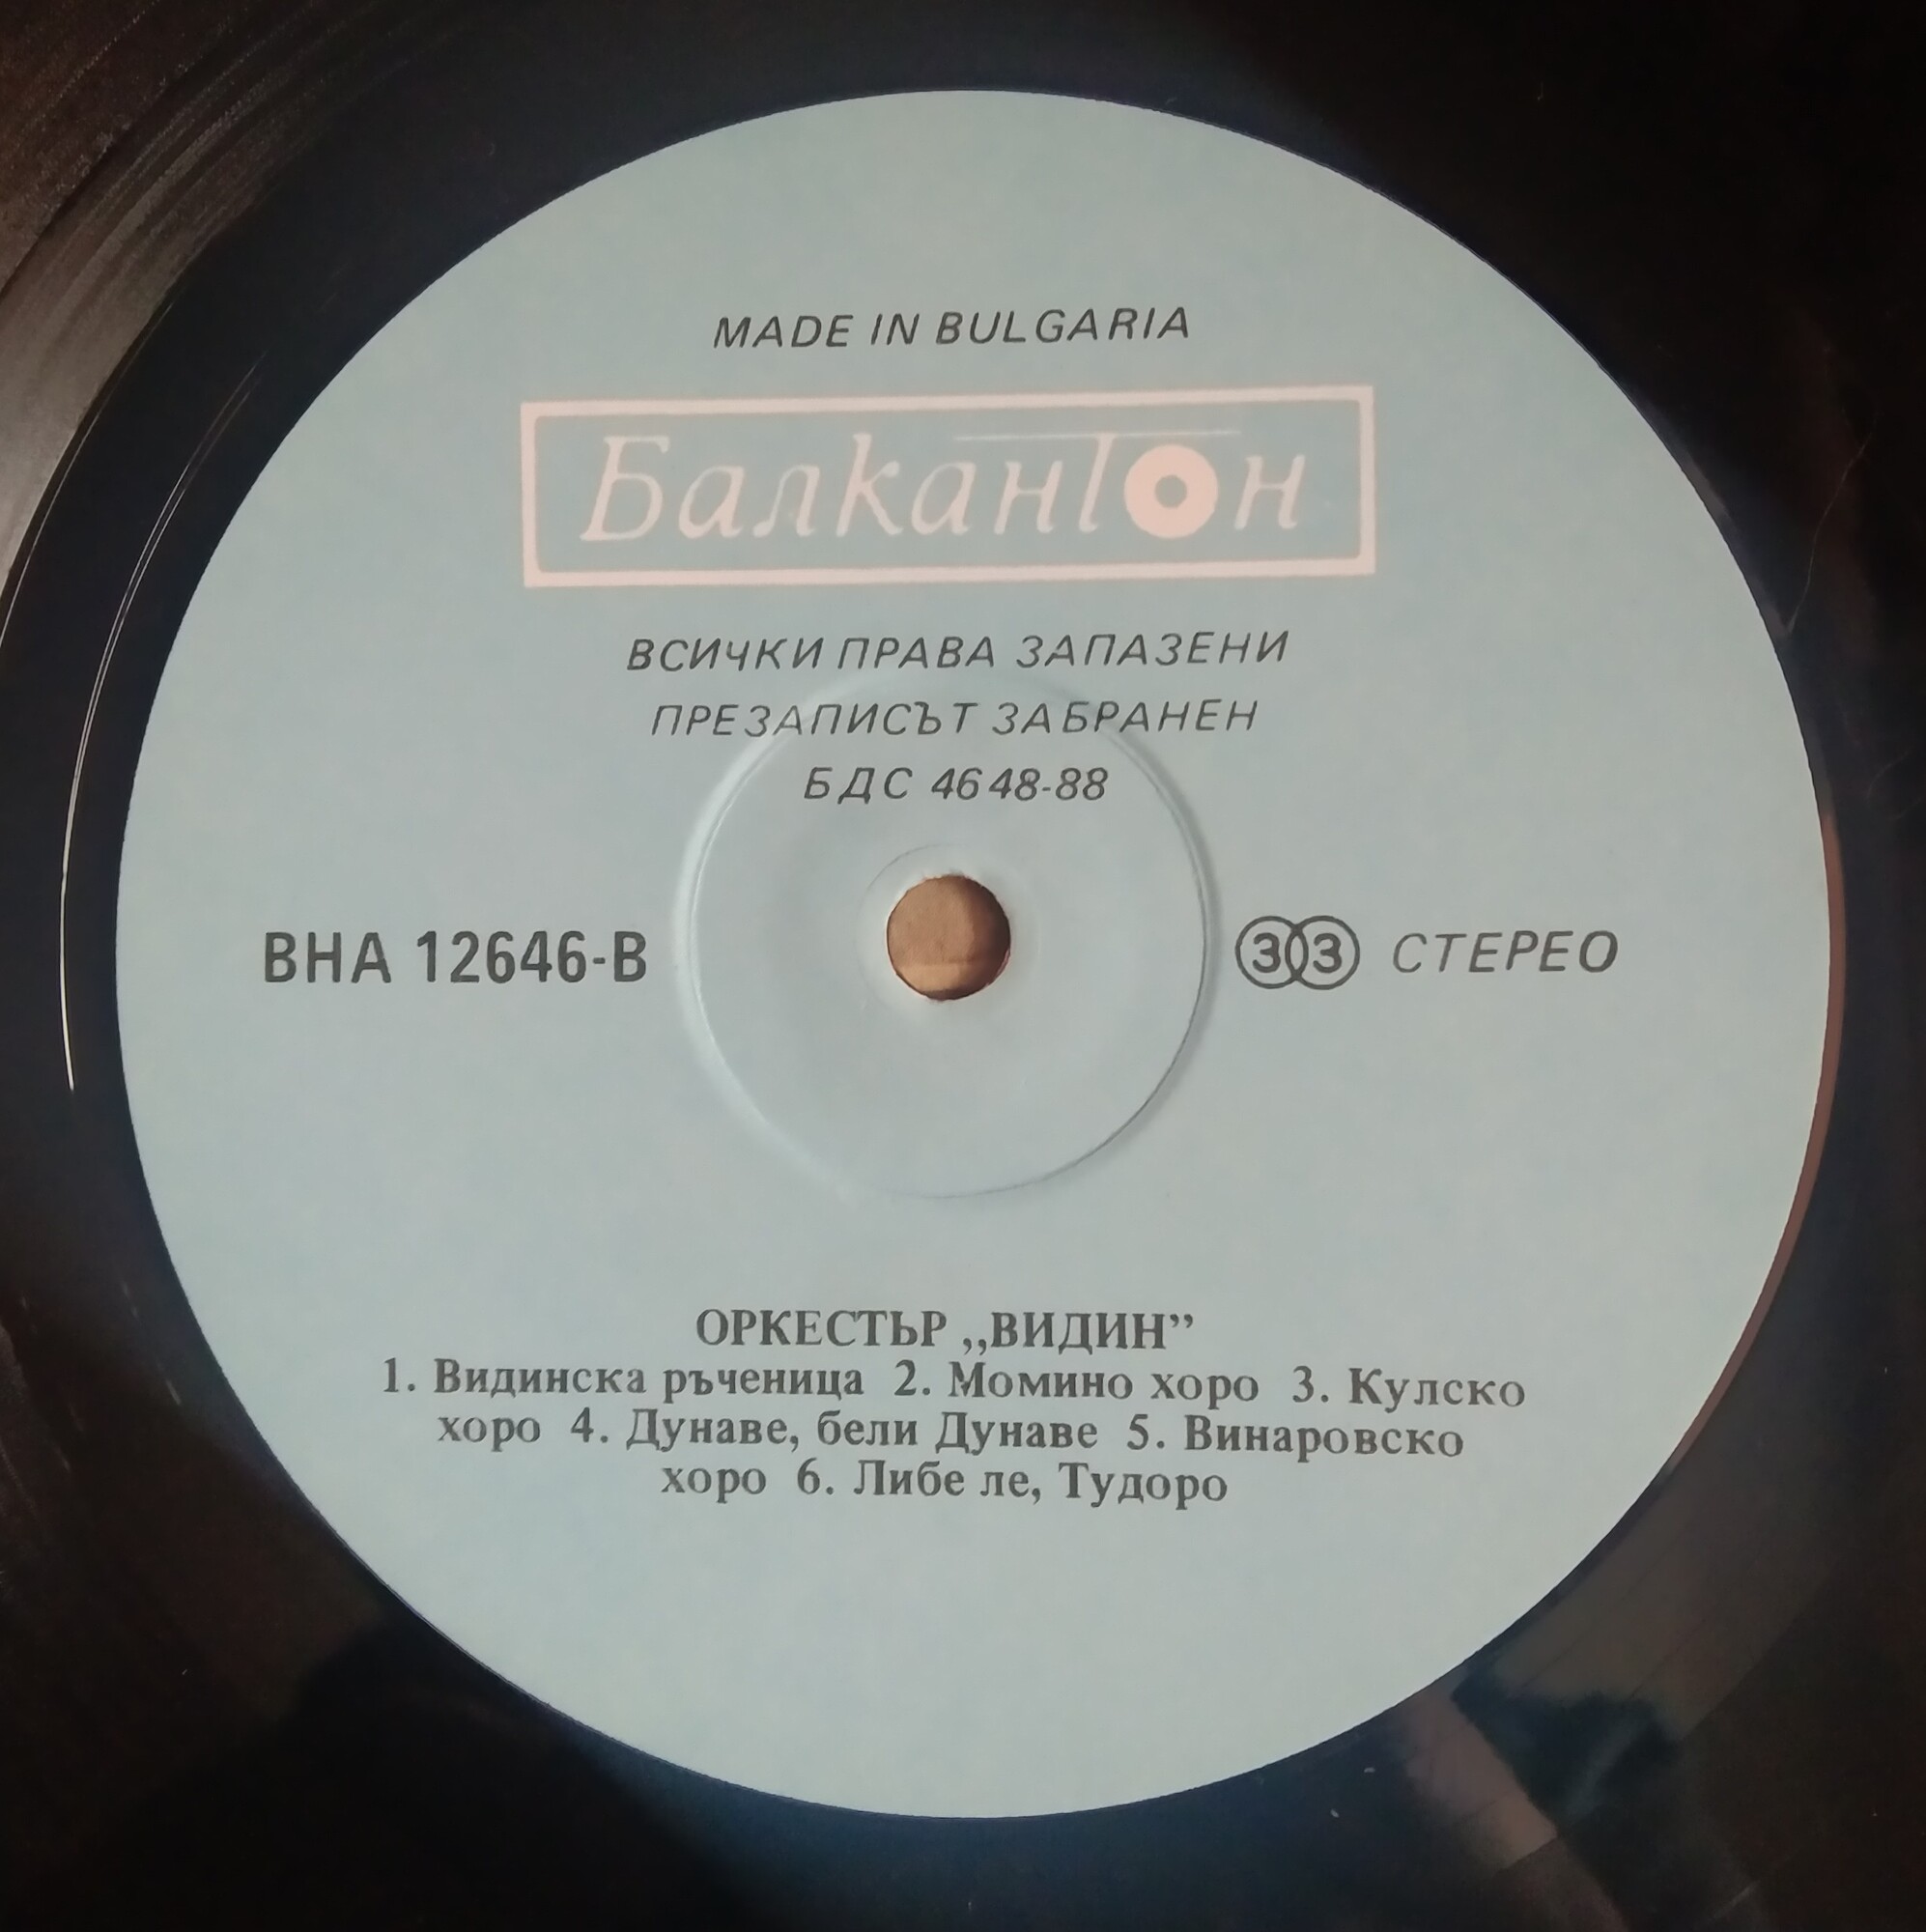 MADE IN BULGARIA
Балкантон
ВСИЧКИ ПРАВА ЗАПАЗЕНИ
ПРЕЗАПИСЪТ ЗАБРАНЕН
БДС 4648-88
ВНА 12646-В 33 СТЕРЕО
ОРКЕСТЬР „ВИДИН”
1. Видинска ръченица 2. Момино хоро 3. Кулско
хоро 4. Дунаве, бели Дунаве 5. Винаровско
хоро 6. Либе ле, Тудоро